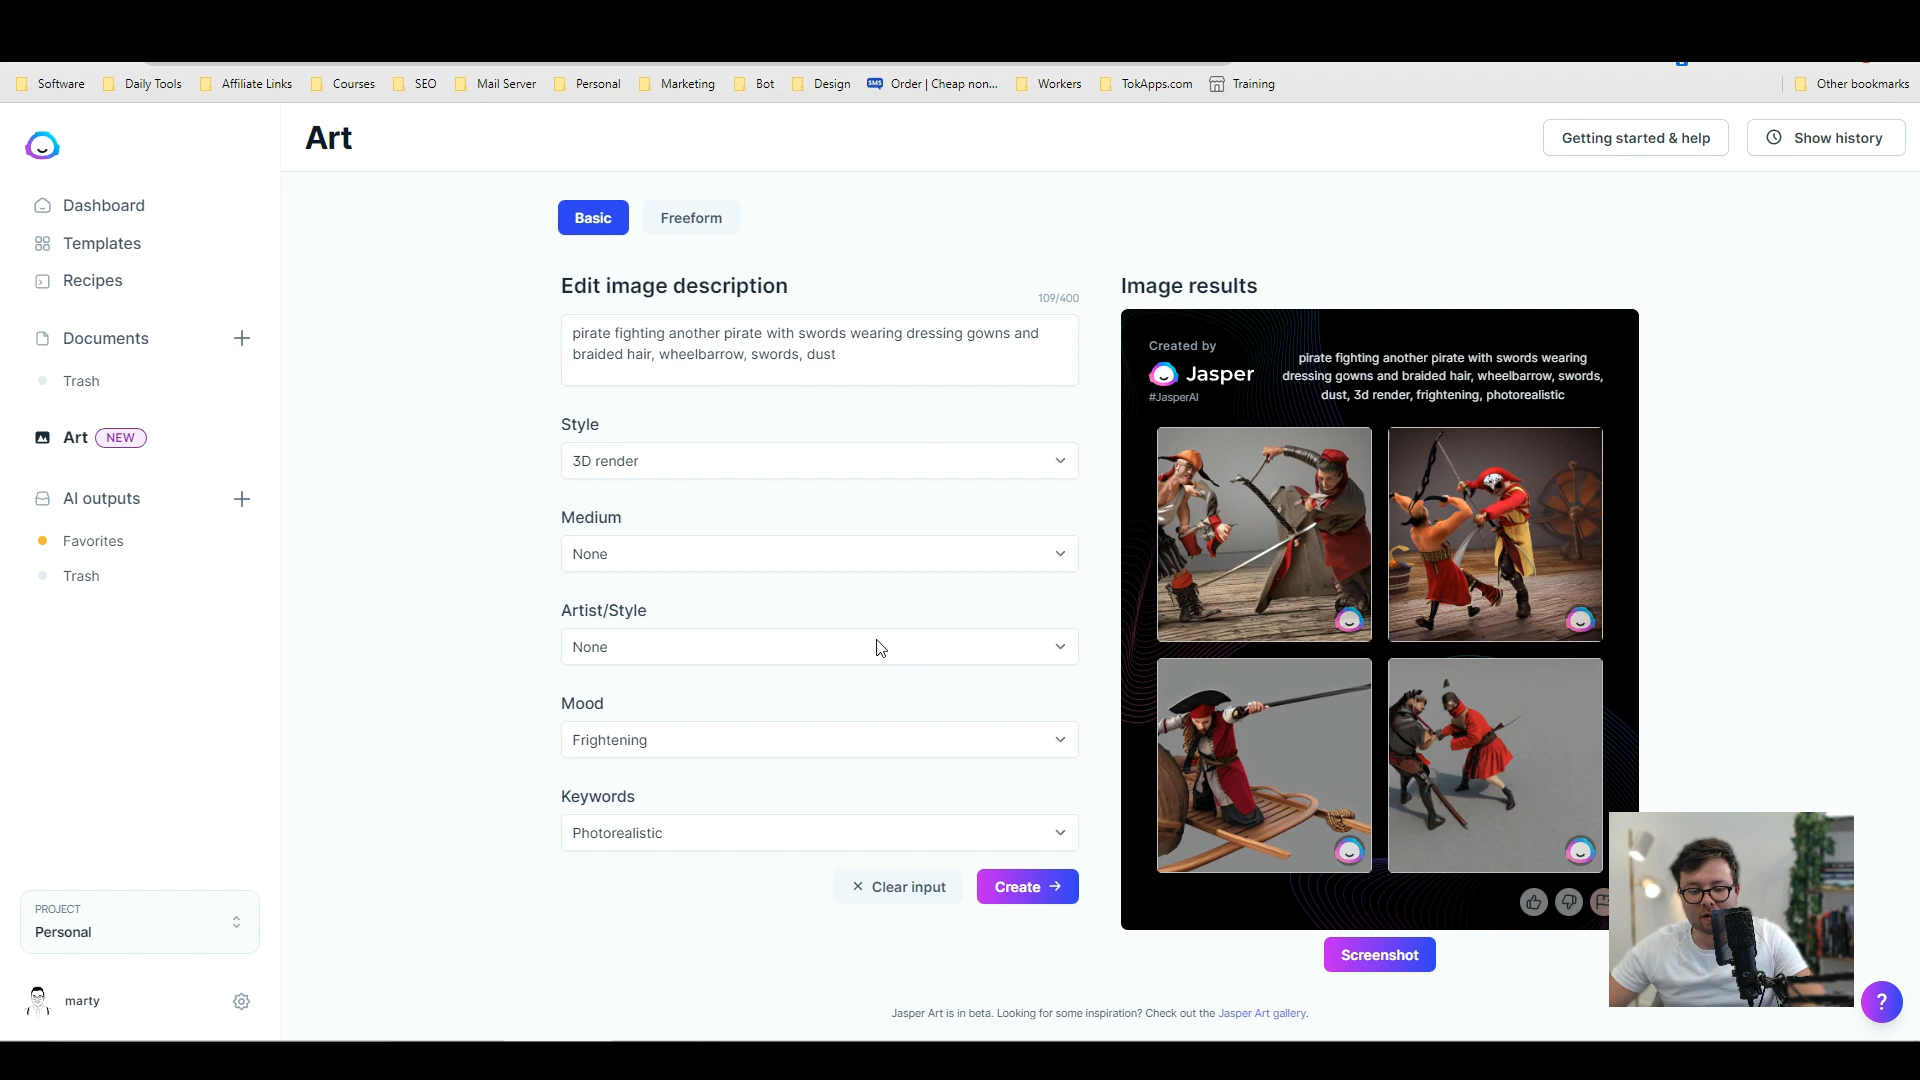 Software
Daily Tools
Affiliate Links
Courses
SEO
Mail Server
Personal
Marketing
Bot
Design
SMS
Order | Cheap non...
Workers
TokApps.com
Training
Other bookmarks
Art
Getting started & help
Show history
Dashboard
Templates
Recipes
Documents
Trash
Art NEW
AI outputs
Favorites
Trash
PROJECT
Personal
marty
Basic
Freeform
Edit image description
109/400
pirate fighting another pirate with swords wearing dressing gowns and
braided hair, wheelbarrow, swords, dust
Style
3D render
Medium
None
Artist/Style
None
Mood
Frightening
Keywords
Photorealistic
Clear input
Create
Image results
Created by
Jasper
#JasperAI
pirate fighting another pirate with swords wearing
dressing gowns and braided hair, wheelbarrow, swords,
dust, 3d render, frightening, photorealistic
Screenshot
Jasper Art is in beta. Looking for some inspiration? Check out the Jasper Art gallery.
?